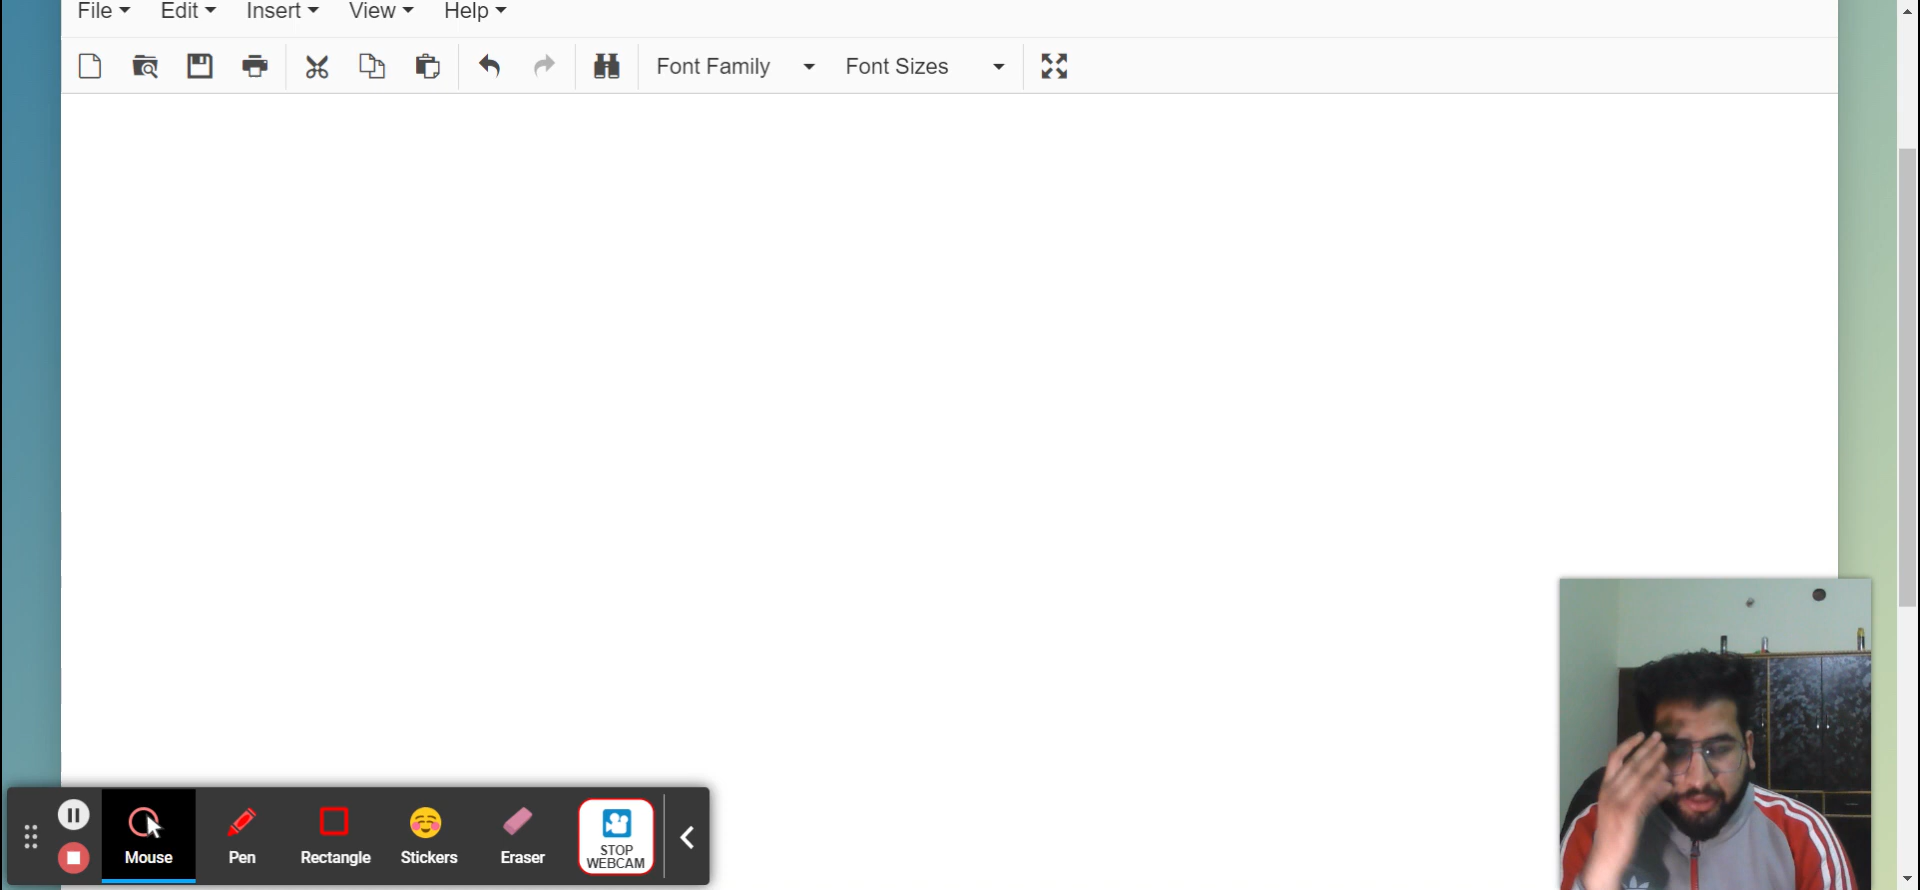 File Edit Insert View Help
Font Family Font Sizes
Mouse Pen Rectangle Stickers Eraser STOP
WEBCAM